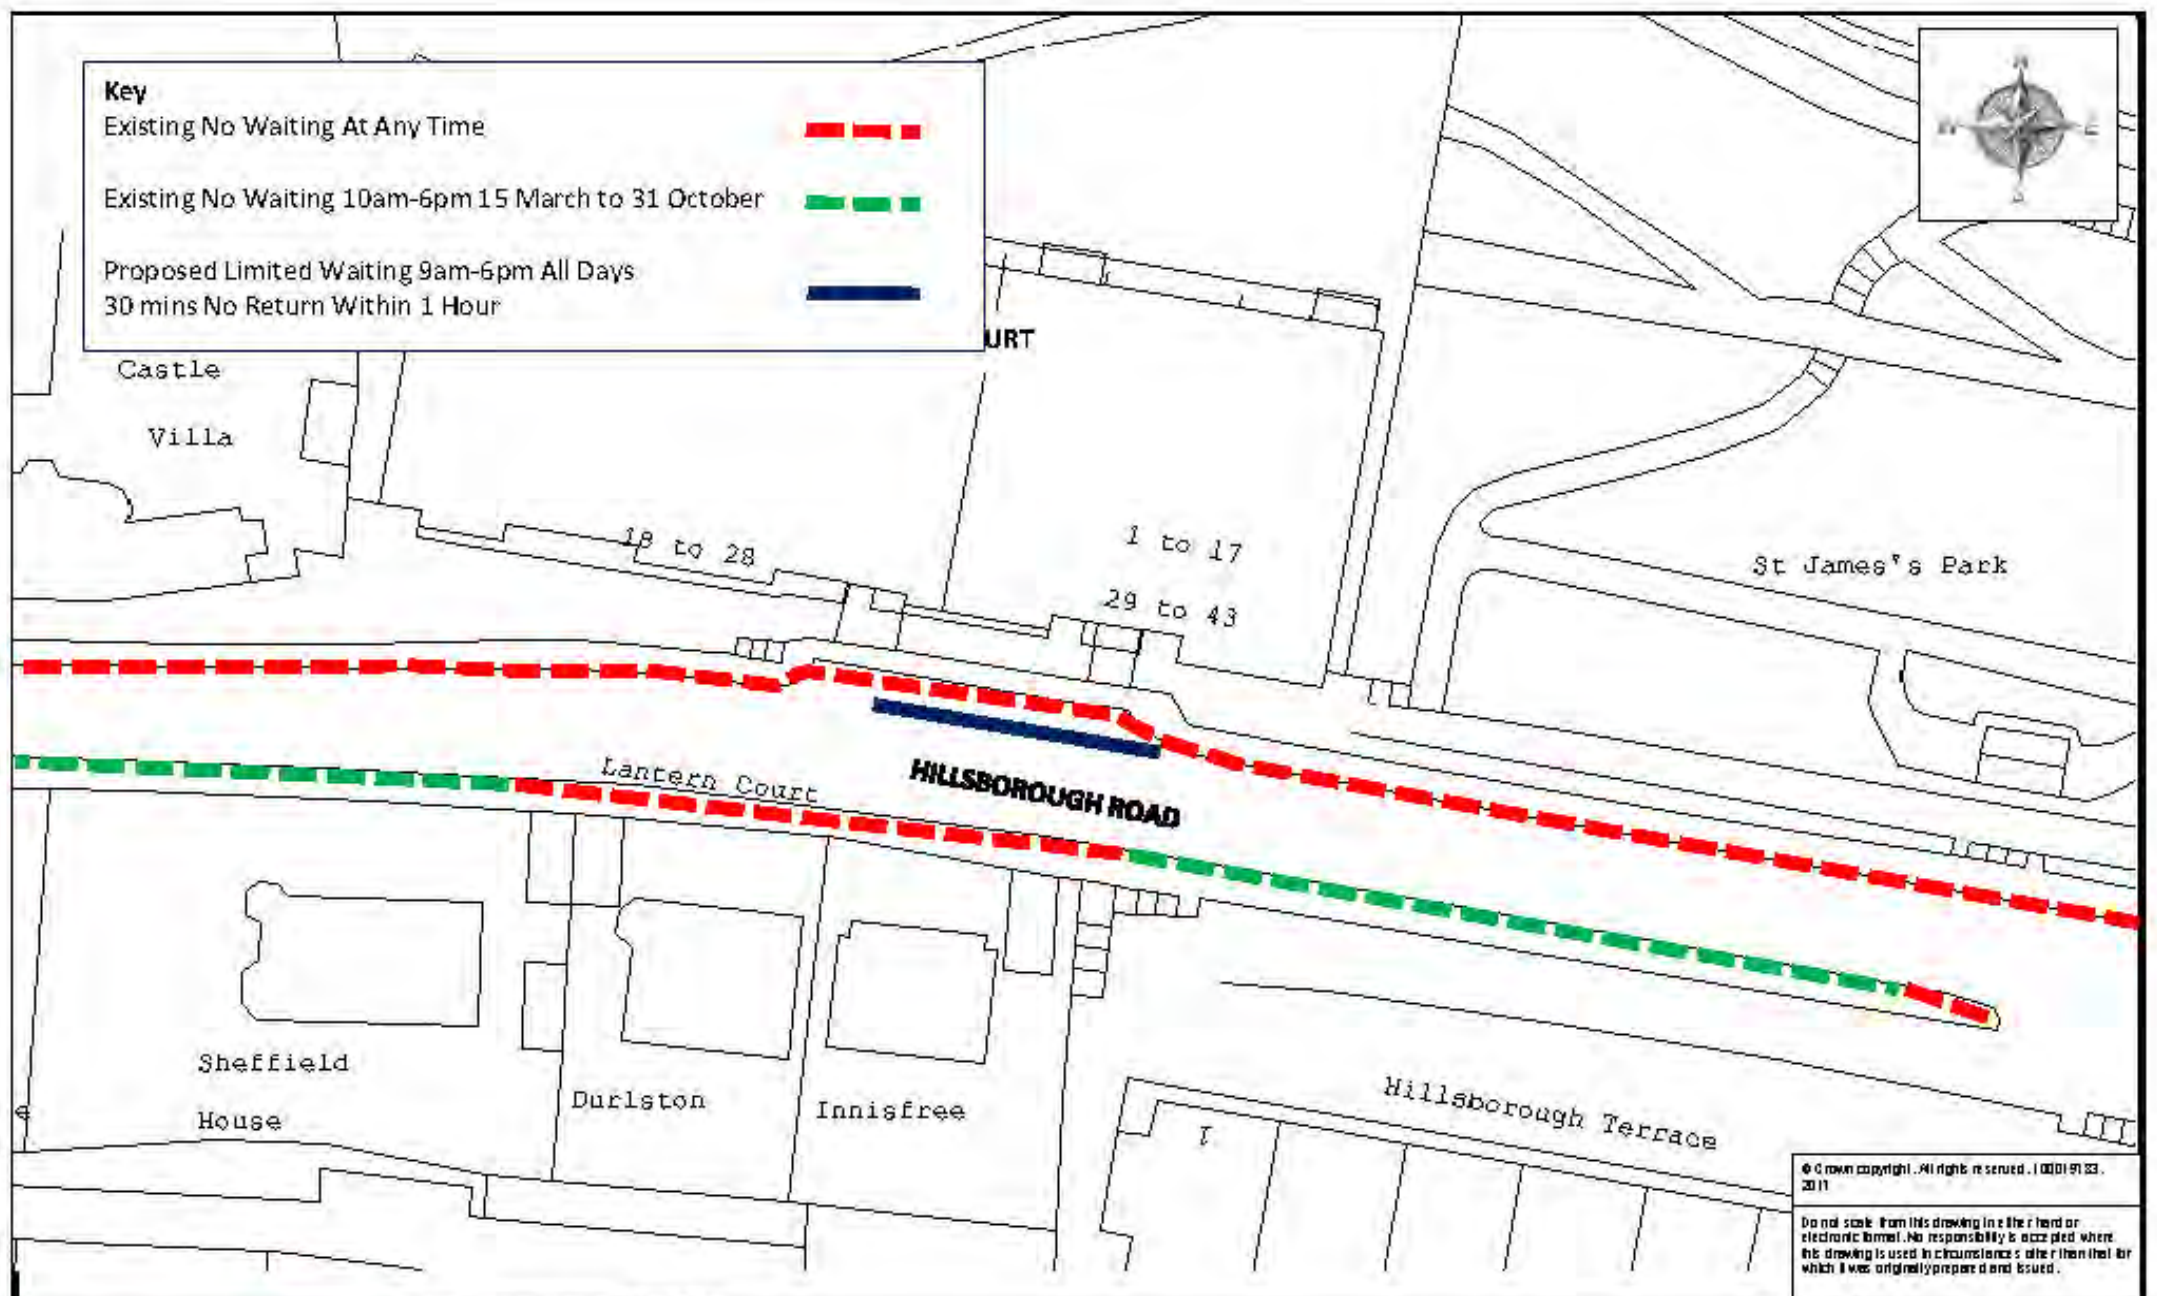 Key
Existing No Waiting At Any Time
Existing No Waiting 10am-6pm 15 March to 31 October
Proposed Limited Waiting 9am-6pm All Days
30 mins No Return Within 1 Hour
N
W E
S
URT
Castle
Villa
18 to 28
1 to 17
29 to 43
St James's Park
Lantern Court
HILLSBOROUGH ROAD
Sheffield
House
Durlston
Innisfree
Hillsborough Terrace
1
© Crown copyright. All rights reserved. 100019783.
2011
Do not scale from this drawing in either hard or
electronic format. No responsibility is accepted where
this drawing is used in circumstances other than that for
which it was originally prepared and issued.